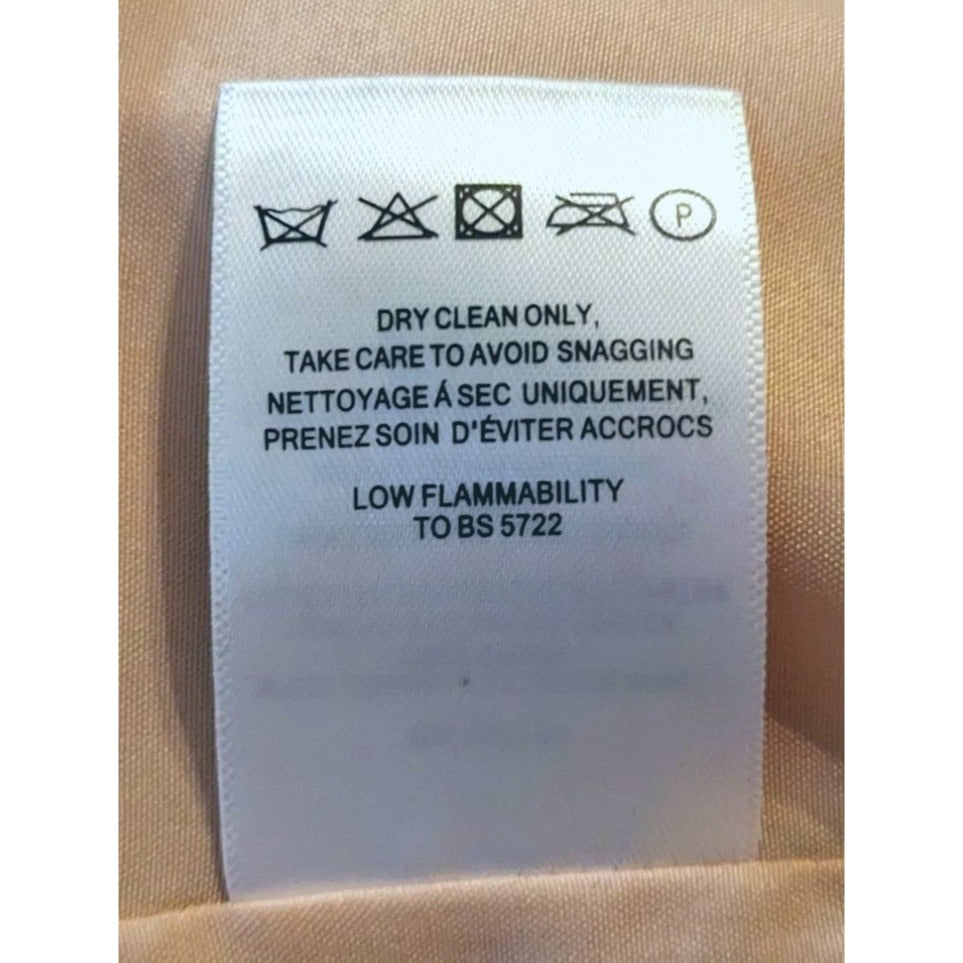 P
DRY CLEAN ONLY,
TAKE CARE TO AVOID SNAGGING
NETTOYAGE Á SEC UNIQUEMENT,
PRENEZ SOIN D'ÉVITER ACCROCS
LOW FLAMMABILITY
TO BS 5722